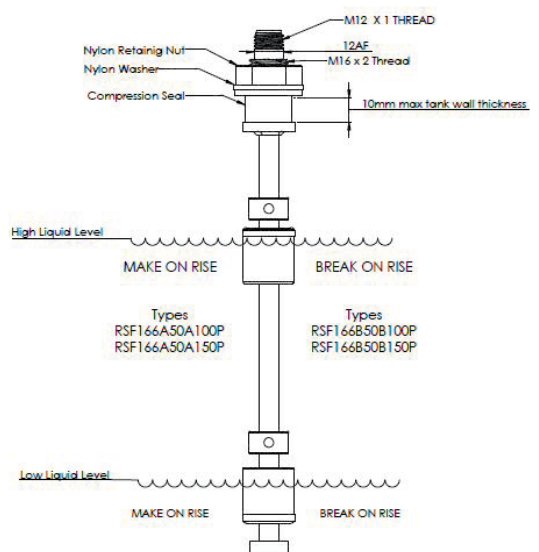 M12 X 1 THREAD
12AF
Nylon Retainig Nut
M16 x 2 Thread
Nylon Washer
Compression Seal
10mm max tank wall thickness
High Liquid Level
MAKE ON RISE
BREAK ON RISE
Types
RSF166A50A100P
RSF166A50A150P
Types
RSF166B50B100P
RSF166B50B150P
Low Liquid Level
MAKE ON RISE
BREAK ON RISE